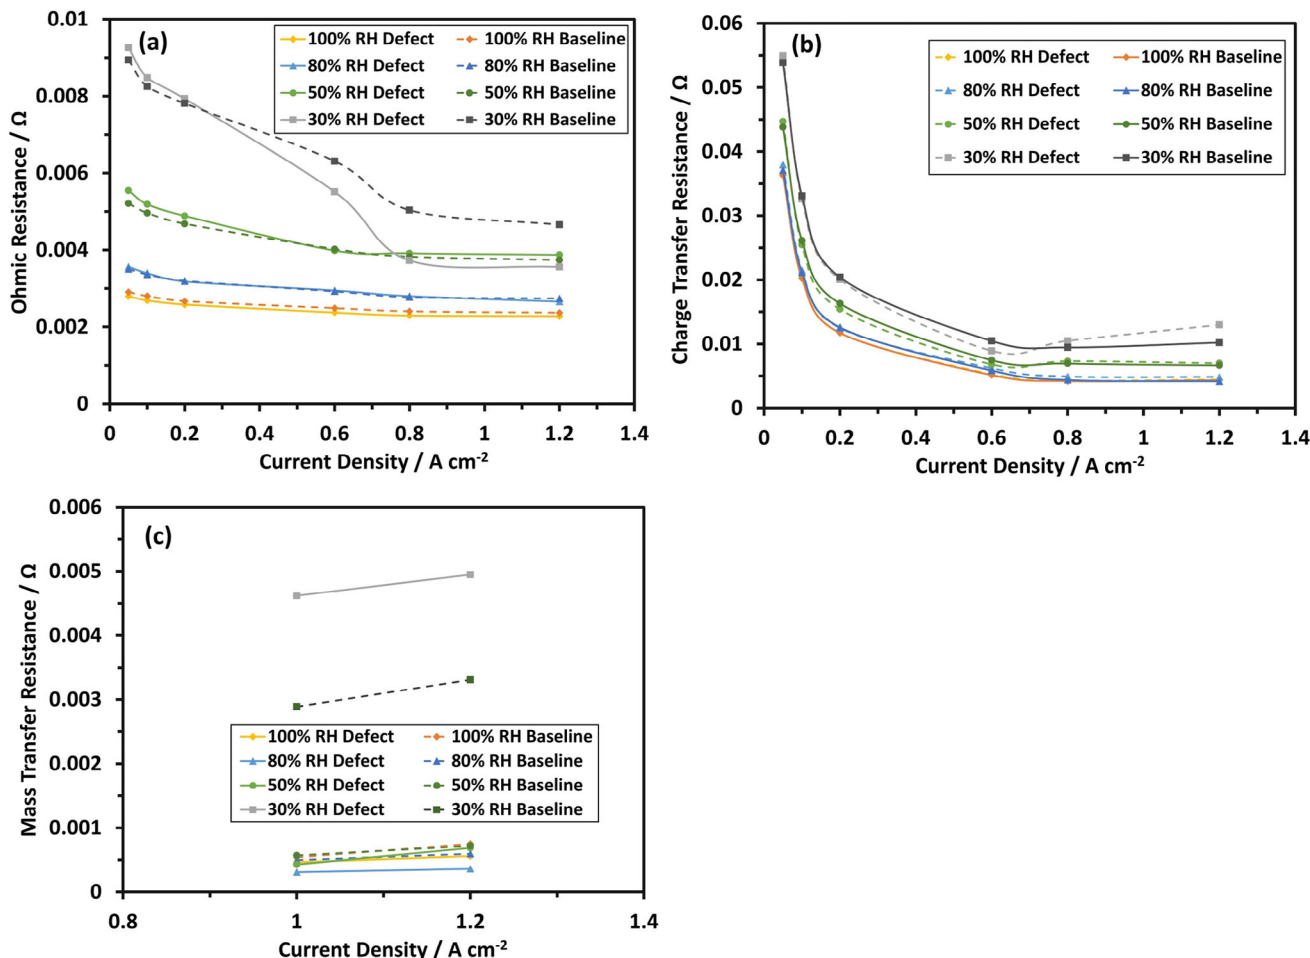 (a)
0.01
0.008
0.006
0.004
0.002
0
Ohmic Resistance / Ω
100% RH Defect
100% RH Baseline
80% RH Defect
80% RH Baseline
50% RH Defect
50% RH Baseline
30% RH Defect
30% RH Baseline
0 0.2 0.4 0.6 0.8 1 1.2 1.4
Current Density / A cm⁻²
(b)
0.06
0.05
0.04
0.03
0.02
0.01
0
Charge Transfer Resistance / Ω
100% RH Defect
100% RH Baseline
80% RH Defect
80% RH Baseline
50% RH Defect
50% RH Baseline
30% RH Defect
30% RH Baseline
0 0.2 0.4 0.6 0.8 1 1.2 1.4
Current Density / A cm⁻²
(c)
0.006
0.005
0.004
0.003
0.002
0.001
0
Mass Transfer Resistance / Ω
100% RH Defect
100% RH Baseline
80% RH Defect
80% RH Baseline
50% RH Defect
50% RH Baseline
30% RH Defect
30% RH Baseline
0.8 1 1.2 1.4
Current Density / A cm⁻²